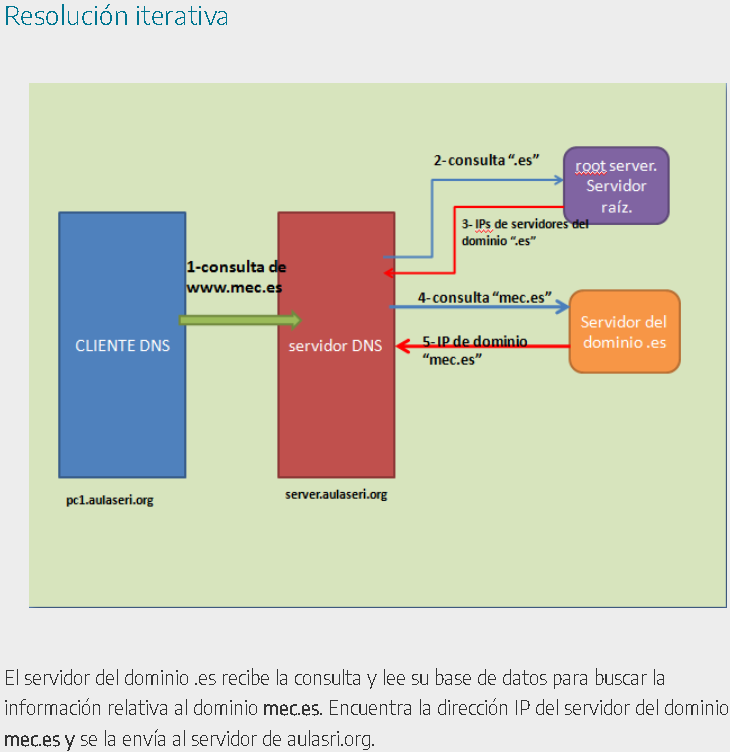 Resolución iterativa
2- consulta “.es”
root server.
Servidor
raíz.
3- IPs de servidores del
dominio “.es”
1-consulta de
www.mec.es
4- consulta “mec.es”
Servidor del
dominio .es
CLIENTE DNS
servidor DNS
5- IP de dominio
“mec.es”
pc1.aulaseri.org
server.aulaseri.org
El servidor del dominio .es recibe la consulta y lee su base de datos para buscar la
información relativa al dominio mec.es. Encuentra la dirección IP del servidor del dominio
mec.es y se la envía al servidor de aulasri.org.